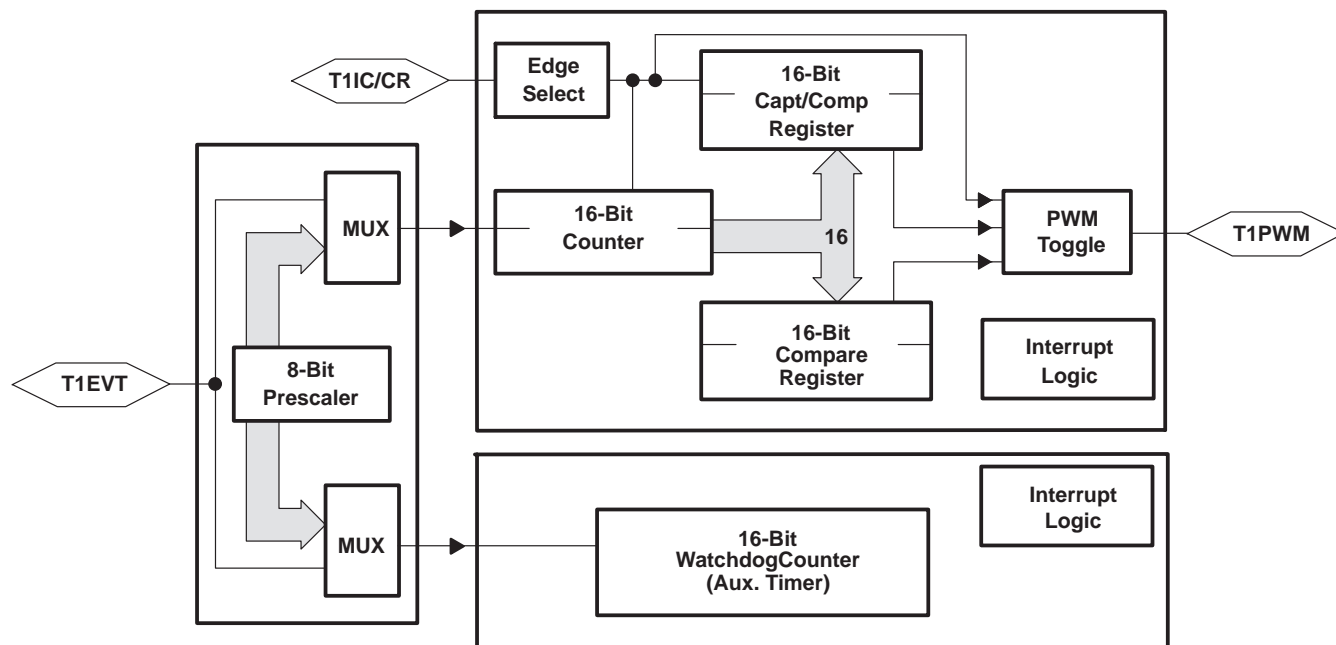 T1IC/CR
Edge
Select
16-Bit
Capt/Comp
Register
MUX
16-Bit
Counter
16
PWM
Toggle
T1PWM
T1EVT
8-Bit
Prescaler
16-Bit
Compare
Register
Interrupt
Logic
MUX
16-Bit
WatchdogCounter
(Aux. Timer)
Interrupt
Logic